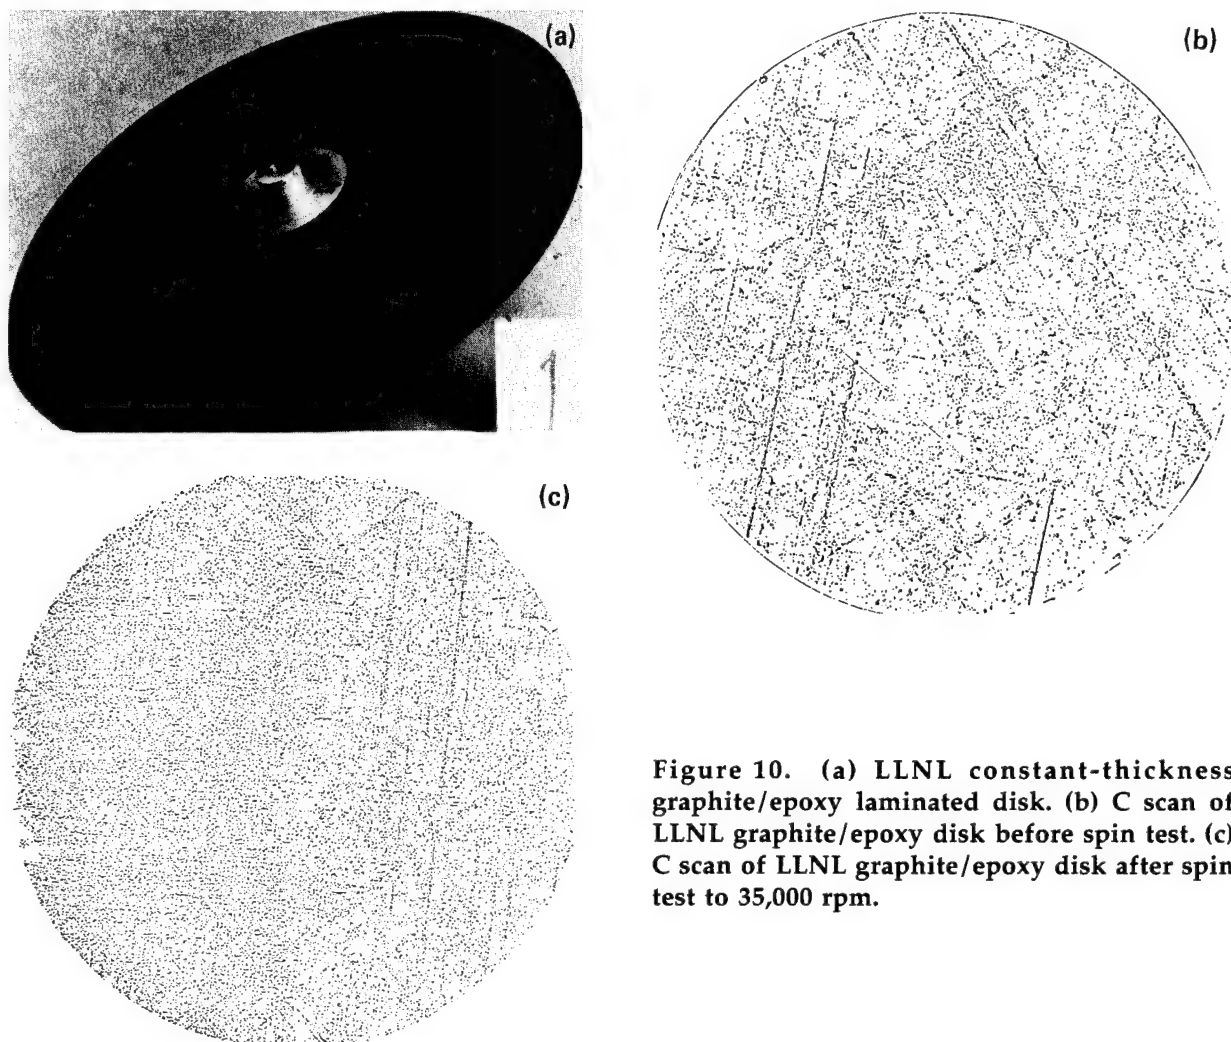 (a)
(b)
1
(c)
Figure 10. (a) LLNL constant-thickness
graphite/epoxy laminated disk. (b) C scan of
LLNL graphite/epoxy disk before spin test. (c)
C scan of LLNL graphite/epoxy disk after spin
test to 35,000 rpm.